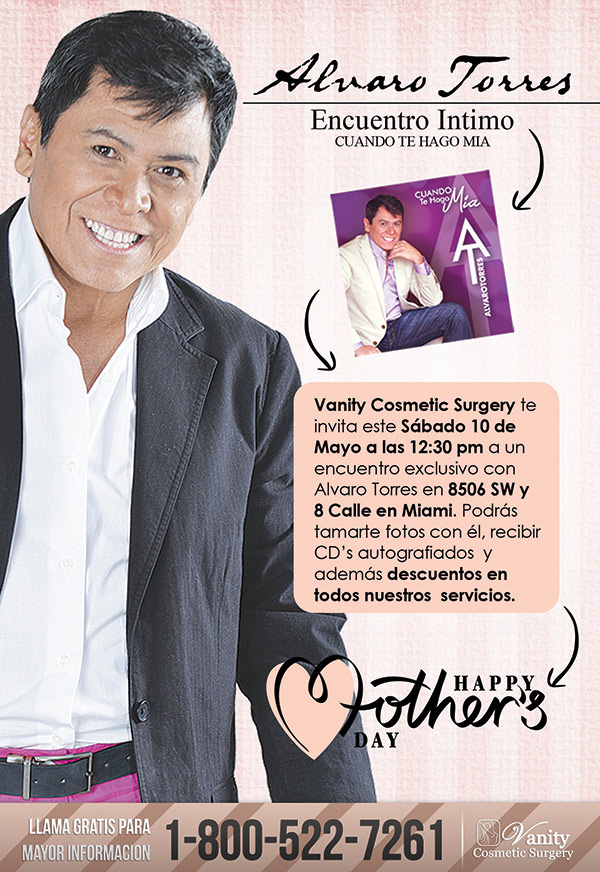 Alvaro Torres
Encuentro Intimo
CUANDO TE HAGO MIA
CUANDO
Te Hago Mía
AT
ALVAROTORRES
Vanity Cosmetic Surgery te
invita este Sábado 10 de
Mayo a las 12:30 pm a un
encuentro exclusivo con
Alvaro Torres en 8506 SW y
8 Calle en Miami. Podrás
tamarte fotos con él, recibir
CD's autografiados y
además descuentos en
todos nuestros servicios.
HAPPY
Mother's
DAY
LLAMA GRATIS PARA
MAYOR INFORMACION
1-800-522-7261
Vanity
Cosmetic Surgery